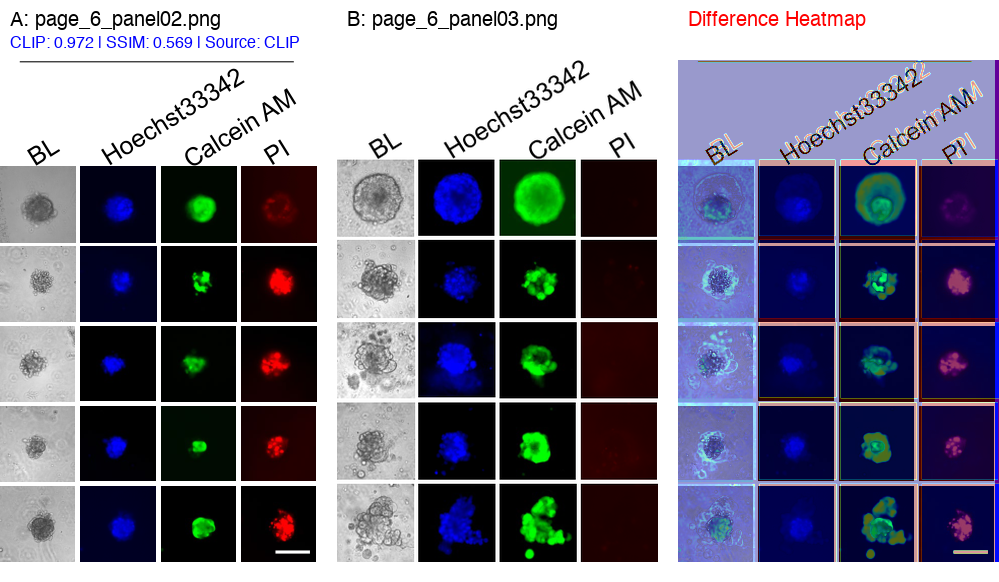 A: page_6_panel02.png
CLIP: 0.972 | SSIM: 0.569 | Source: CLIP
B: page_6_panel03.png
Difference Heatmap
BL Hoechst33342 Calcein AM PI
BL Hoechst33342 Calcein AM PI
BL Hoechst33342 Calcein AM PI